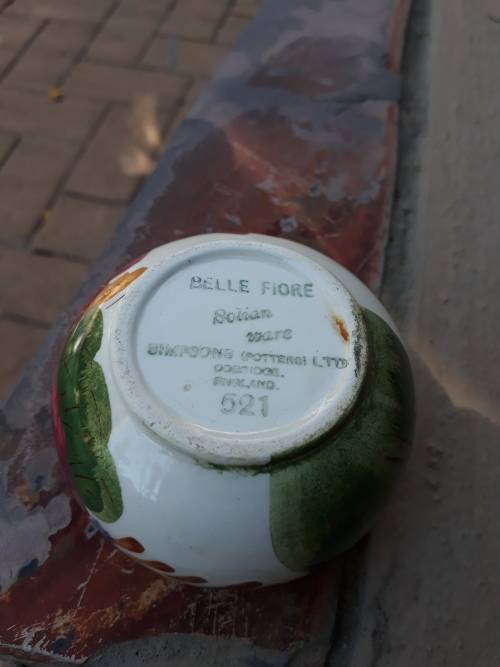 BELLE FIORE
Solian
ware
SIMPSONS (POTTERS) LTD
COBRIDGE,
ENGLAND.
521